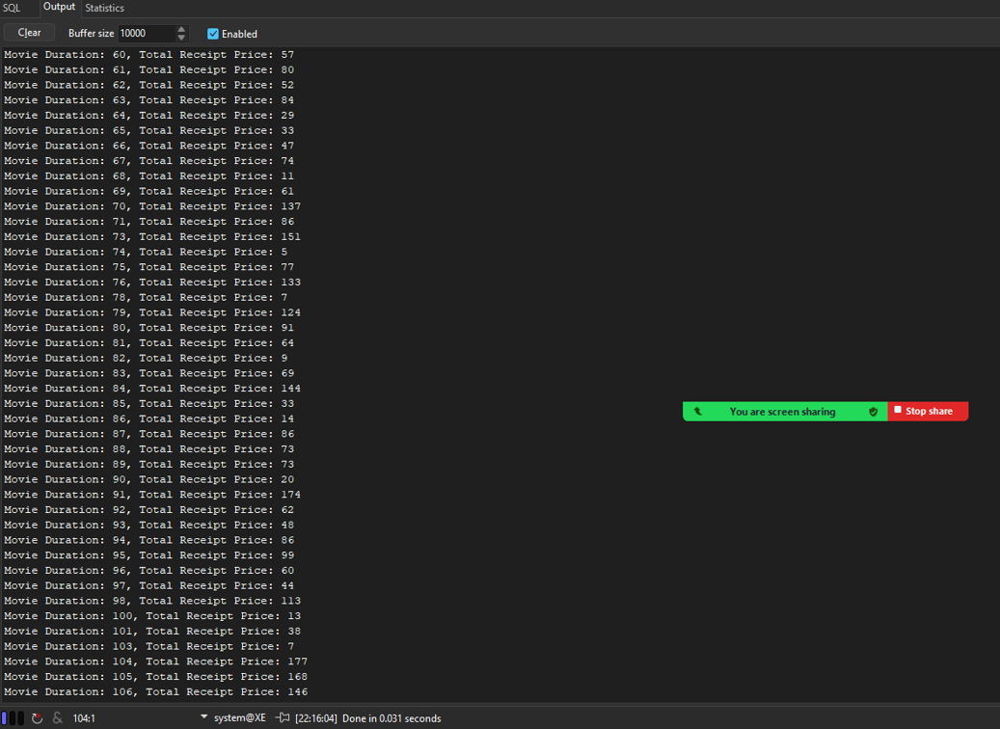 SQL Output Statistics
Clear Buffer size 10000 Enabled
Movie Duration: 60, Total Receipt Price: 57
Movie Duration: 61, Total Receipt Price: 80
Movie Duration: 62, Total Receipt Price: 52
Movie Duration: 63, Total Receipt Price: 84
Movie Duration: 64, Total Receipt Price: 29
Movie Duration: 65, Total Receipt Price: 33
Movie Duration: 66, Total Receipt Price: 47
Movie Duration: 67, Total Receipt Price: 74
Movie Duration: 68, Total Receipt Price: 11
Movie Duration: 69, Total Receipt Price: 61
Movie Duration: 70, Total Receipt Price: 137
Movie Duration: 71, Total Receipt Price: 86
Movie Duration: 73, Total Receipt Price: 151
Movie Duration: 74, Total Receipt Price: 5
Movie Duration: 75, Total Receipt Price: 77
Movie Duration: 76, Total Receipt Price: 133
Movie Duration: 78, Total Receipt Price: 7
Movie Duration: 79, Total Receipt Price: 124
Movie Duration: 80, Total Receipt Price: 91
Movie Duration: 81, Total Receipt Price: 64
Movie Duration: 82, Total Receipt Price: 9
Movie Duration: 83, Total Receipt Price: 69
Movie Duration: 84, Total Receipt Price: 144
Movie Duration: 85, Total Receipt Price: 33
Movie Duration: 86, Total Receipt Price: 14
Movie Duration: 87, Total Receipt Price: 86
Movie Duration: 88, Total Receipt Price: 73
Movie Duration: 89, Total Receipt Price: 73
Movie Duration: 90, Total Receipt Price: 20
Movie Duration: 91, Total Receipt Price: 174
Movie Duration: 92, Total Receipt Price: 62
Movie Duration: 93, Total Receipt Price: 48
Movie Duration: 94, Total Receipt Price: 86
Movie Duration: 95, Total Receipt Price: 99
Movie Duration: 96, Total Receipt Price: 60
Movie Duration: 97, Total Receipt Price: 44
Movie Duration: 98, Total Receipt Price: 113
Movie Duration: 100, Total Receipt Price: 13
Movie Duration: 101, Total Receipt Price: 38
Movie Duration: 103, Total Receipt Price: 7
Movie Duration: 104, Total Receipt Price: 177
Movie Duration: 105, Total Receipt Price: 168
Movie Duration: 106, Total Receipt Price: 146
You are screen sharing Stop share
& 104:1 system@XE [22:16:04] Done in 0.031 seconds